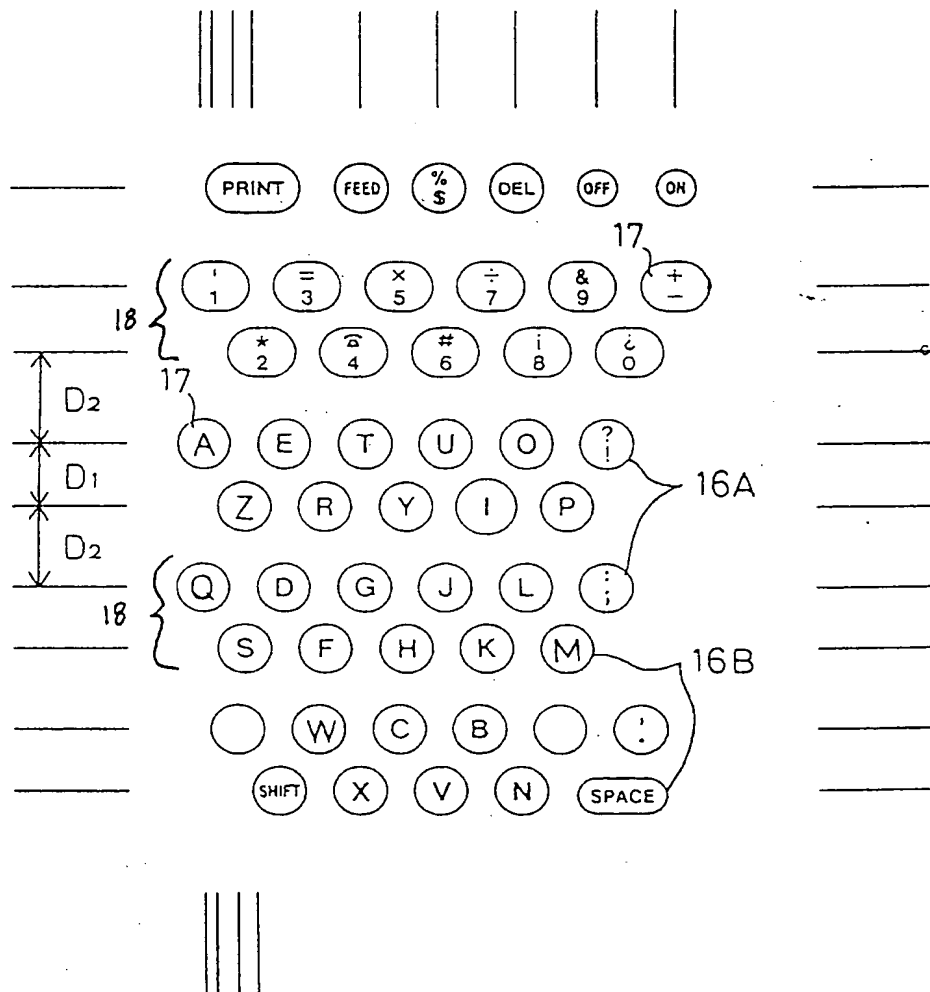 PRINT FEED % $ DEL OFF ON
17
18
' 1 = 3 × 5 ÷ 7 & 9 + -
* 2 ☎ 4 # 6 ¡ 8 ¿ 0
D2
17
A E T U O ? !
D1
16A
Z R Y I P
D2
18
Q D G J L : ;
S F H K M
16B
W C B ' .
SHIFT X V N SPACE